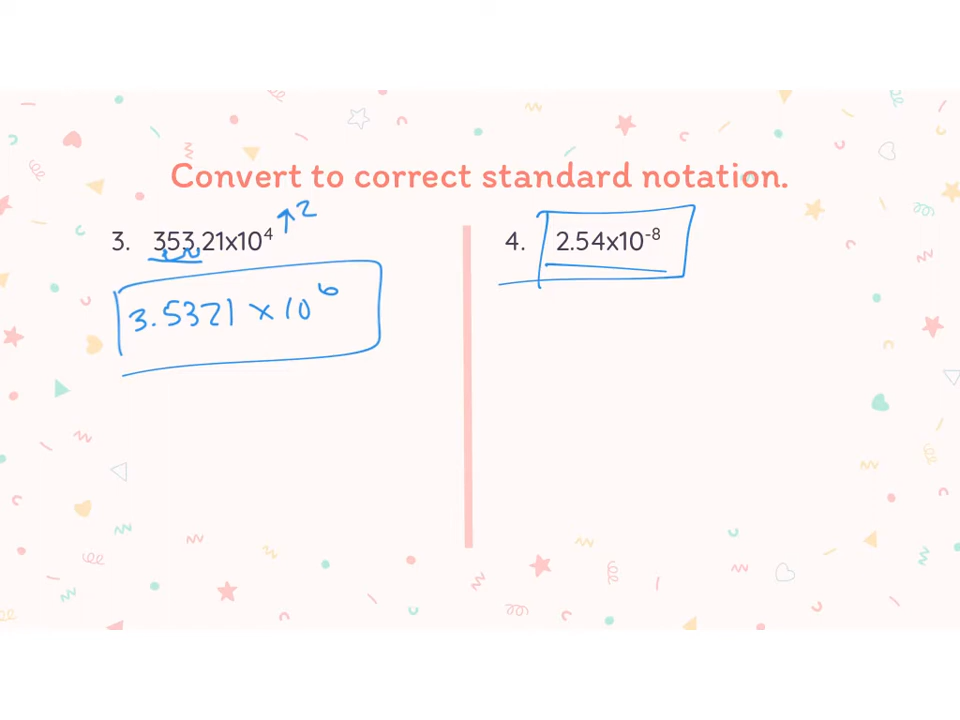 Convert to correct standard notation.
3. 353.21x10⁴ ↑2
3.5321 x 10⁶
4. 2.54x10⁻⁸